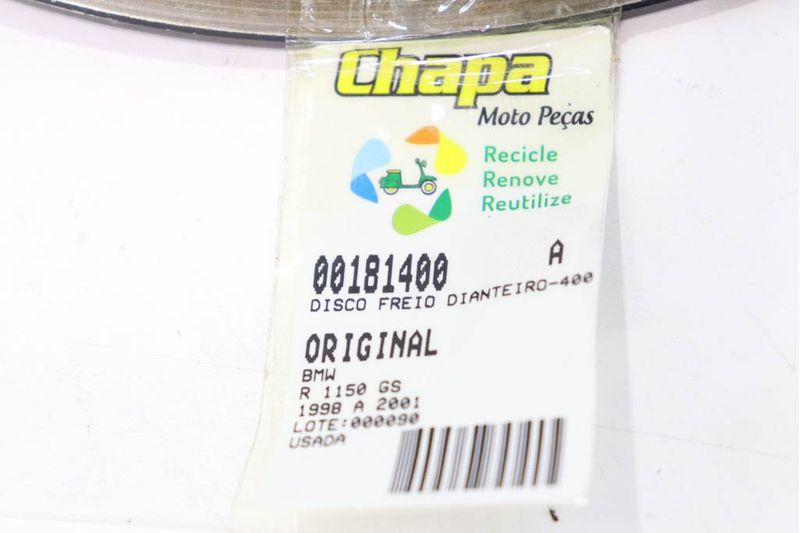 Chapa
Moto Peças
Recicle
Renove
Reutilize
00181400 A
DISCO FREIO DIANTEIRO-400
ORIGINAL
BMW
R 1150 GS
1998 A 2001
LOTE:000090
USADA